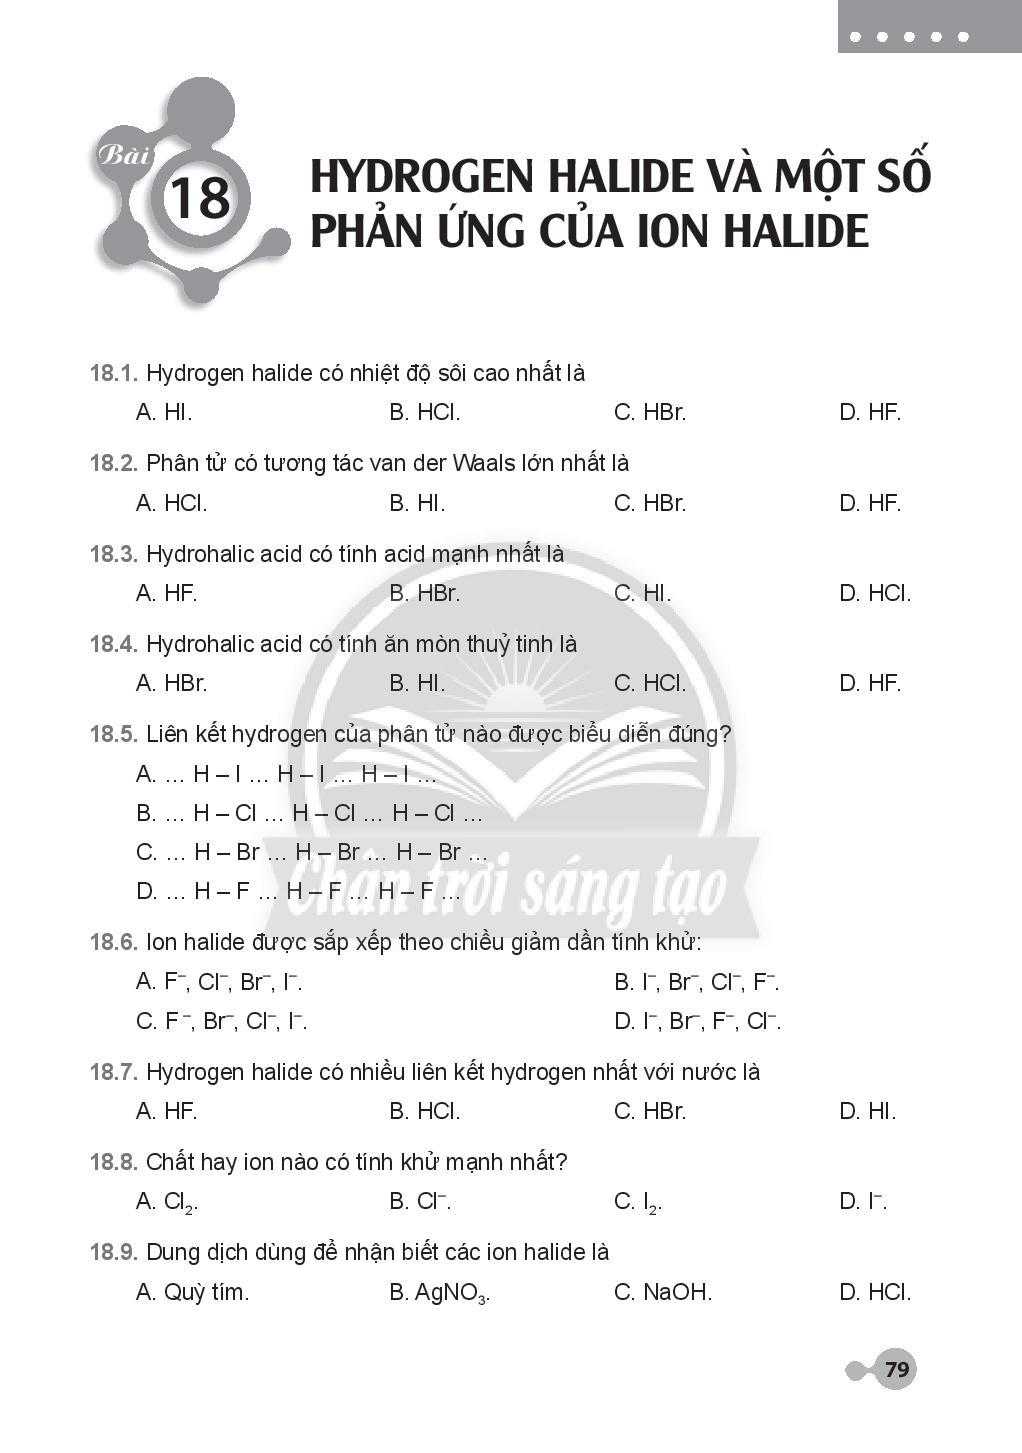 Bài
18
HYDROGEN HALIDE VÀ MỘT SỐ
PHẢN ỨNG CỦA ION HALIDE
18.1. Hydrogen halide có nhiệt độ sôi cao nhất là
A. HI. B. HCl. C. HBr. D. HF.
18.2. Phân tử có tương tác van der Waals lớn nhất là
A. HCl. B. HI. C. HBr. D. HF.
18.3. Hydrohalic acid có tính acid mạnh nhất là
A. HF. B. HBr. C. HI. D. HCl.
18.4. Hydrohalic acid có tính ăn mòn thuỷ tinh là
A. HBr. B. HI. C. HCl. D. HF.
18.5. Liên kết hydrogen của phân tử nào được biểu diễn đúng?
A. ... H – I ... H – I ... H – I ...
B. ... H – Cl ... H – Cl ... H – Cl ...
C. ... H – Br ... H – Br ... H – Br ...
D. ... H – F ... H – F ... H – F ...
Chân trời sáng tạo
18.6. Ion halide được sắp xếp theo chiều giảm dần tính khử:
A. F⁻, Cl⁻, Br⁻, I⁻. B. I⁻, Br⁻, Cl⁻, F⁻.
C. F⁻, Br⁻, Cl⁻, I⁻. D. I⁻, Br⁻, F⁻, Cl⁻.
18.7. Hydrogen halide có nhiều liên kết hydrogen nhất với nước là
A. HF. B. HCl. C. HBr. D. HI.
18.8. Chất hay ion nào có tính khử mạnh nhất?
A. Cl₂. B. Cl⁻. C. I₂. D. I⁻.
18.9. Dung dịch dùng để nhận biết các ion halide là
A. Quỳ tím. B. AgNO₃. C. NaOH. D. HCl.
79